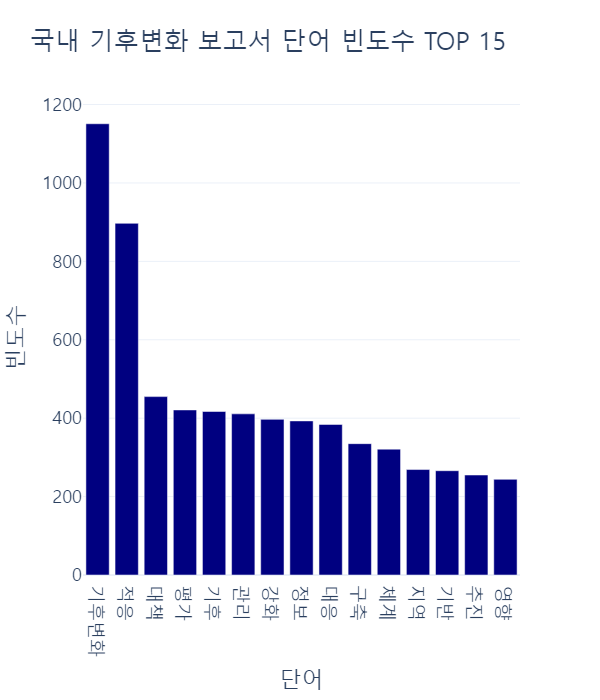 국내 기후변화 보고서 단어 빈도수 TOP 15
빈도수
1200
1000
800
600
400
200
0
기후변화
적응
대책
평가
기후
관리
강화
정보
대응
구축
체계
지역
기반
추진
영향
단어